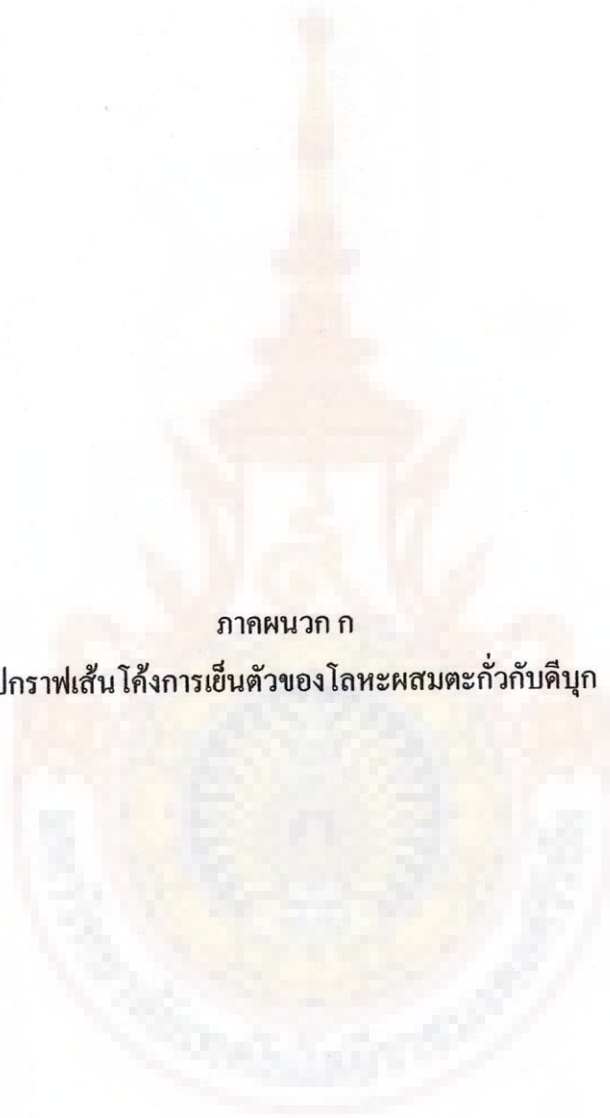 ภาคผนวก ก
ปกราฟเส้นโค้งการเย็นตัวของโลหะผสมตะกั่วกับดีบุก